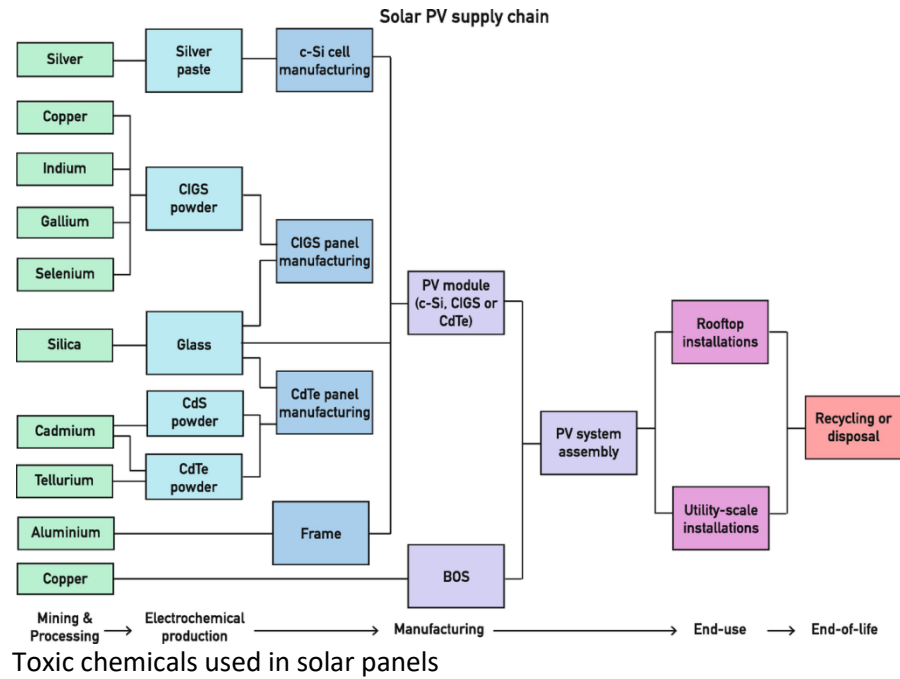 Solar PV supply chain
Silver
Silver
paste
c-Si cell
manufacturing
Copper
Indium
Gallium
Selenium
CIGS
powder
CIGS panel
manufacturing
Silica
Glass
CdTe panel
manufacturing
Cadmium
CdS
powder
Tellurium
CdTe
powder
Aluminium
Frame
Copper
BOS
PV module
(c-Si, CIGS or
CdTe)
PV system
assembly
Rooftop
installations
Utility-scale
installations
Recycling or
disposal
Mining &
Processing
Electrochemical
production
Manufacturing
End-use
End-of-life
Toxic chemicals used in solar panels